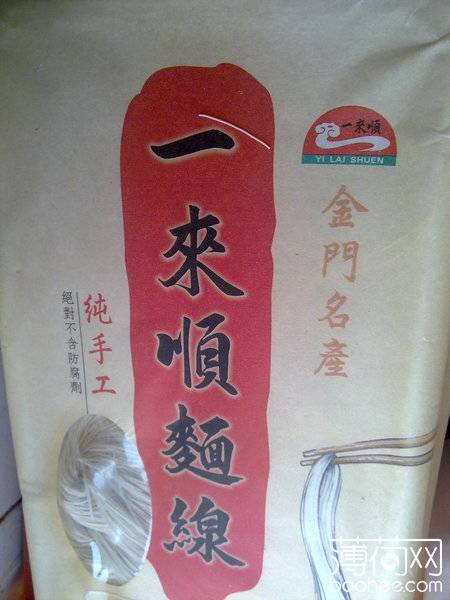 一來順
YI LAI SHUEN
金門名產
一來順麵線
純手工
絕對不含防腐劑
薄荷网
boohee.com